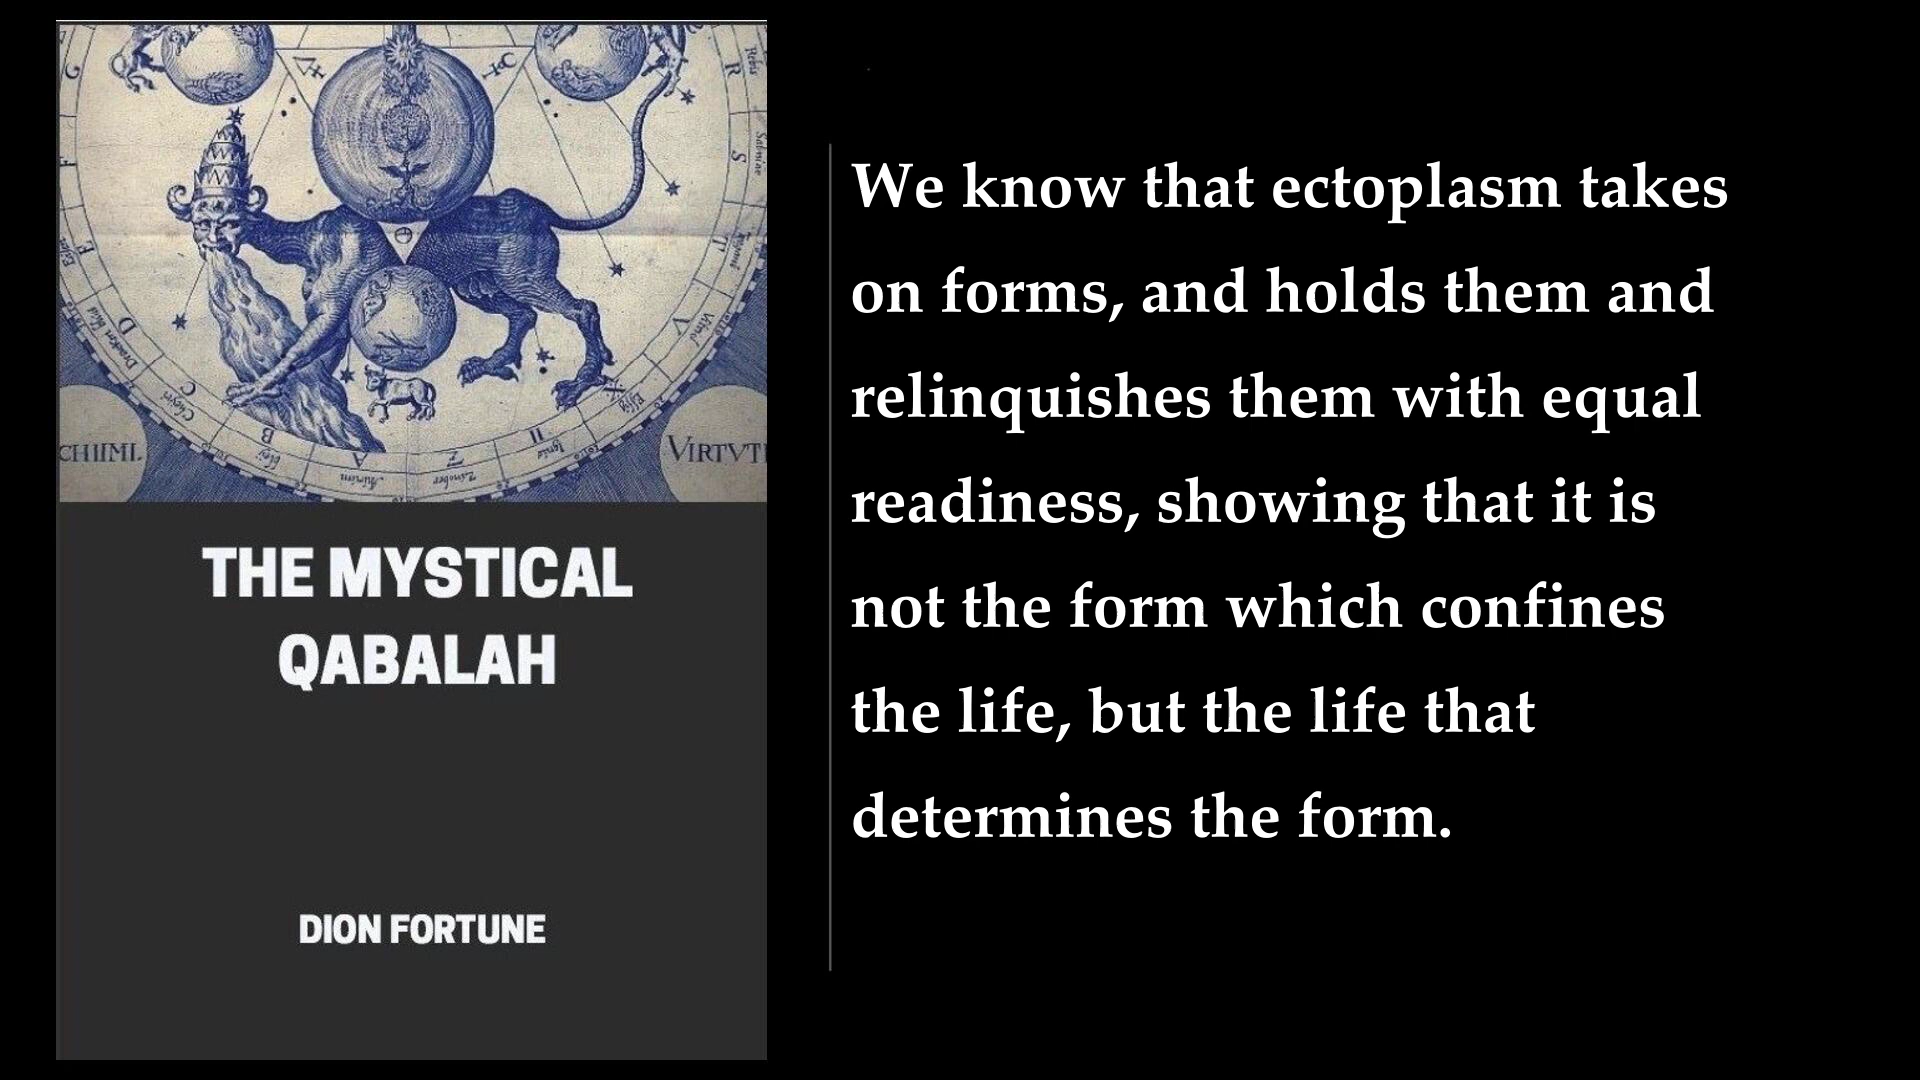 CHIIMI.
VIRTVTI
THE MYSTICAL
QABALAH
DION FORTUNE
We know that ectoplasm takes
on forms, and holds them and
relinquishes them with equal
readiness, showing that it is
not the form which confines
the life, but the life that
determines the form.